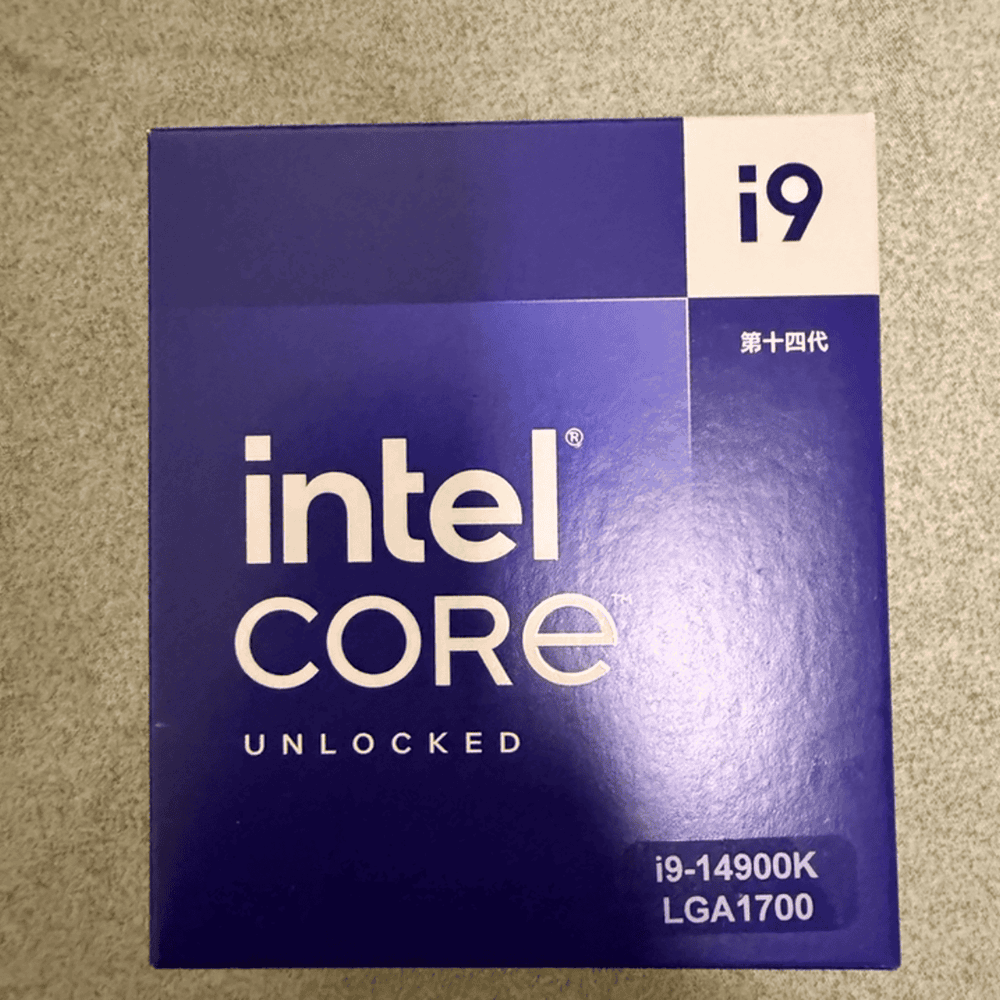 i9
第十四代
intel®
CORe™
UNLOCKED
i9-14900K
LGA1700